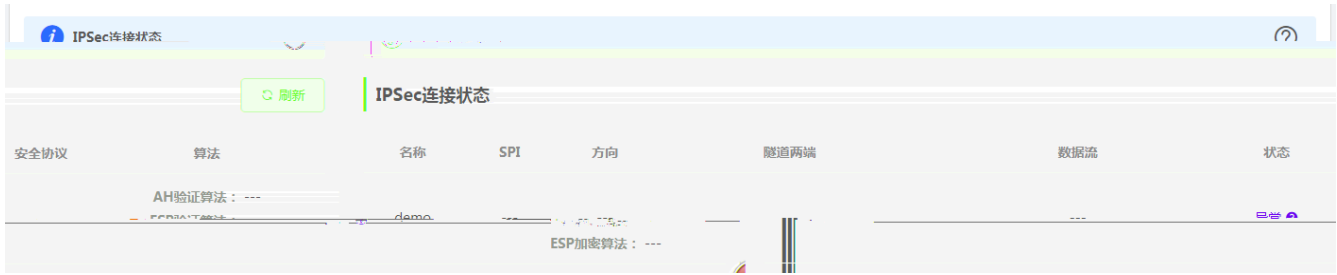 IPSec连接状态
刷新
IPSec连接状态
安全协议 算法 名称 SPI 方向 隧道两端 数据流 状态
AH验证算法： ---
demo --- ---
ESP加密算法： ---